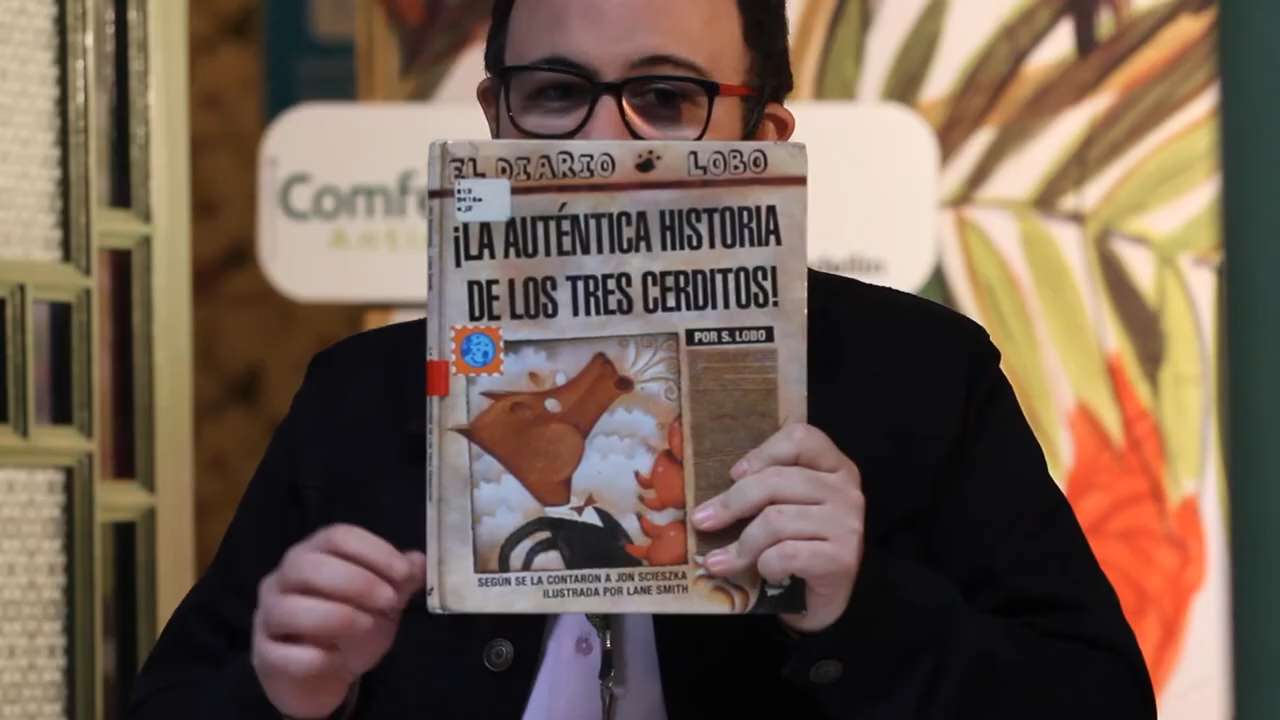 EL DIARIO LOBO
¡LA AUTÉNTICA HISTORIA
DE LOS TRES CERDITOS!
POR S. LOBO
SEGÚN SE LA CONTARON A JON SCIESZKA
ILUSTRADA POR LANE SMITH
Comfe